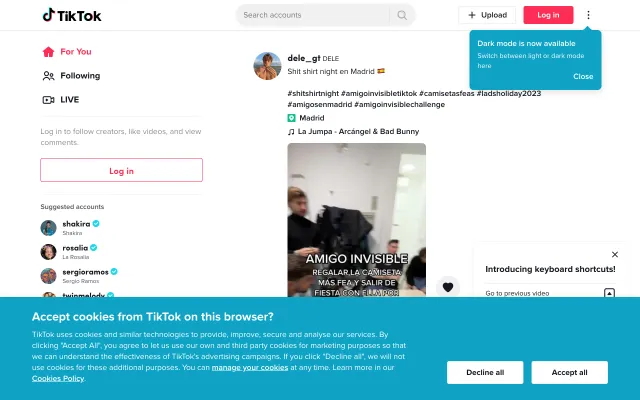 TikTok
Search accounts
Upload
Log in
For You
Following
LIVE
Log in to follow creators, like videos, and view
comments.
Log in
Suggested accounts
shakira
Shakira
rosalia
La Rosalia
sergioramos
Sergio Ramos
twinmelody
dele_gt DELE
Shit shirt night en Madrid 🇪🇸
#shitshirtnight #amigoinvisibletiktok #camisetasfeas #ladsholiday2023
#amigosenmadrid #amigoinvisiblechallenge
Madrid
La Jumpa - Arcángel & Bad Bunny
AMIGO INVISIBLE
REGALAR LA CAMISETA
MÁS FEA Y SALIR DE
FIESTA CON ELLA POR
Dark mode is now available
Switch between light or dark mode
here
Close
Introducing keyboard shortcuts!
Go to previous video
Accept cookies from TikTok on this browser?
TikTok uses cookies and similar technologies to provide, improve, secure and analyse our services. By
clicking "Accept All", you agree to let us use our own and third party cookies for marketing purposes so that
we can understand the effectiveness of TikTok's advertising campaigns. If you click "Decline all", we will not
use cookies for these additional purposes. You can manage your cookies at any time. Learn more in our
Cookies Policy.
Decline all
Accept all